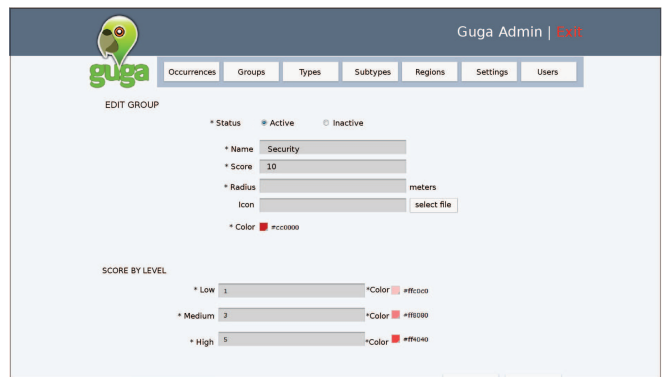 Guga Admin | Exit
guga
Occurrences Groups Types Subtypes Regions Settings Users
EDIT GROUP
* Status Active Inactive
* Name Security
* Score 10
* Radius meters
Icon select file
* Color #cc0000
SCORE BY LEVEL
* Low 1 *Color #ffc0c0
* Medium 3 *Color #ff8080
* High 5 *Color #ff4040